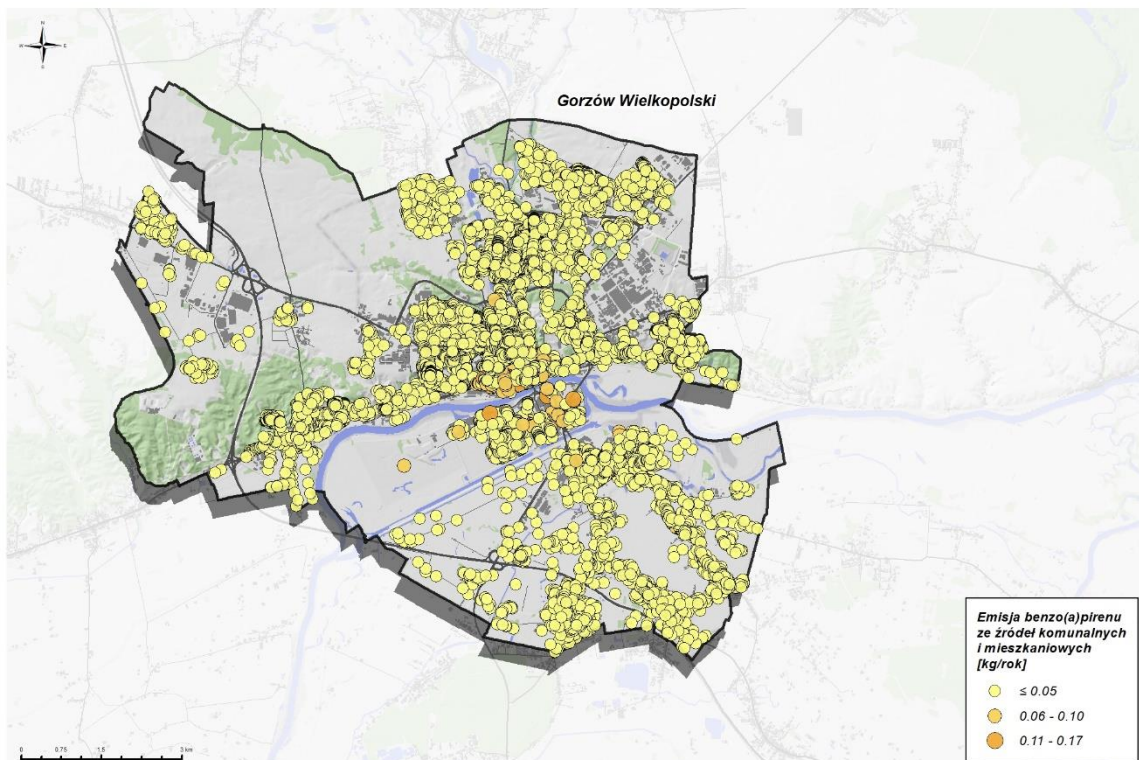 N
W
E
S
Gorzów Wielkopolski
Emisja benzo(a)pirenu
ze źródeł komunalnych
i mieszkaniowych
[kg/rok]
≤ 0.05
0.06 - 0.10
0.11 - 0.17
0 0.75 1.5 3 km